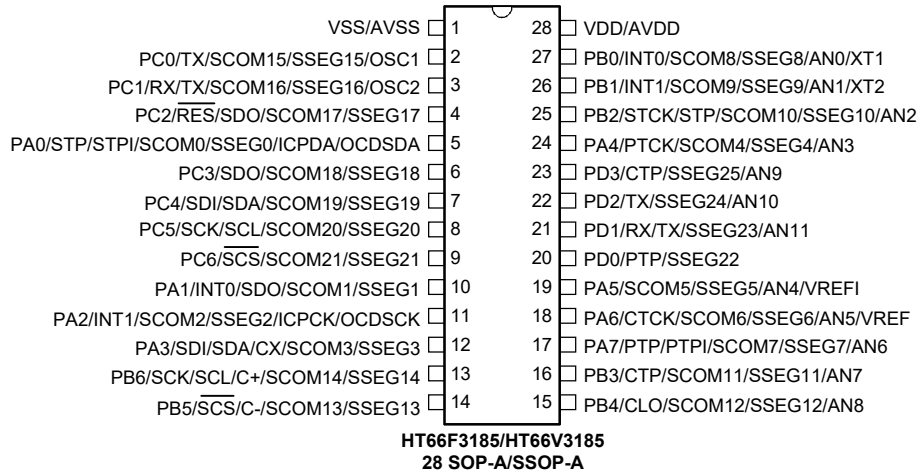 VSS/AVSS 1 28 VDD/AVDD
PC0/TX/SCOM15/SSEG15/OSC1 2 27 PB0/INT0/SCOM8/SSEG8/AN0/XT1
PC1/RX/TX/SCOM16/SSEG16/OSC2 3 26 PB1/INT1/SCOM9/SSEG9/AN1/XT2
PC2/RES/SDO/SCOM17/SSEG17 4 25 PB2/STCK/STP/SCOM10/SSEG10/AN2
PA0/STP/STPI/SCOM0/SSEG0/ICPDA/OCDSDA 5 24 PA4/PTCK/SCOM4/SSEG4/AN3
PC3/SDO/SCOM18/SSEG18 6 23 PD3/CTP/SSEG25/AN9
PC4/SDI/SDA/SCOM19/SSEG19 7 22 PD2/TX/SSEG24/AN10
PC5/SCK/SCL/SCOM20/SSEG20 8 21 PD1/RX/TX/SSEG23/AN11
PC6/SCS/SCOM21/SSEG21 9 20 PD0/PTP/SSEG22
PA1/INT0/SDO/SCOM1/SSEG1 10 19 PA5/SCOM5/SSEG5/AN4/VREFI
PA2/INT1/SCOM2/SSEG2/ICPCK/OCDSCK 11 18 PA6/CTCK/SCOM6/SSEG6/AN5/VREF
PA3/SDI/SDA/CX/SCOM3/SSEG3 12 17 PA7/PTP/PTPI/SCOM7/SSEG7/AN6
PB6/SCK/SCL/C+/SCOM14/SSEG14 13 16 PB3/CTP/SCOM11/SSEG11/AN7
PB5/SCS/C-/SCOM13/SSEG13 14 15 PB4/CLO/SCOM12/SSEG12/AN8
HT66F3185/HT66V3185
28 SOP-A/SSOP-A